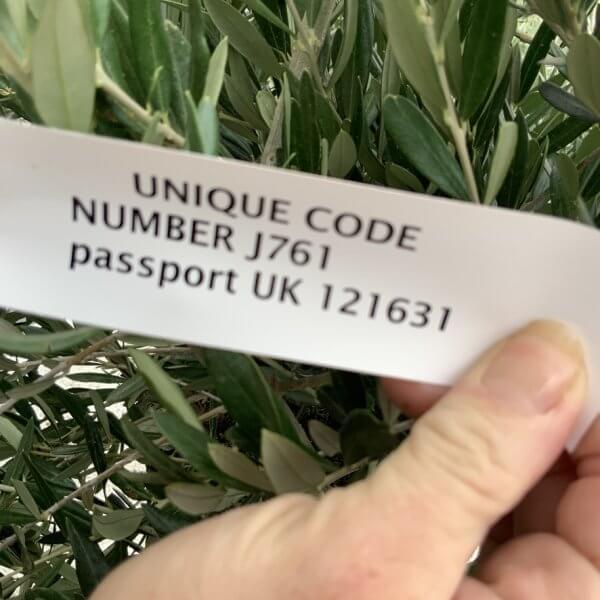 UNIQUE CODE
NUMBER J761
passport UK 121631